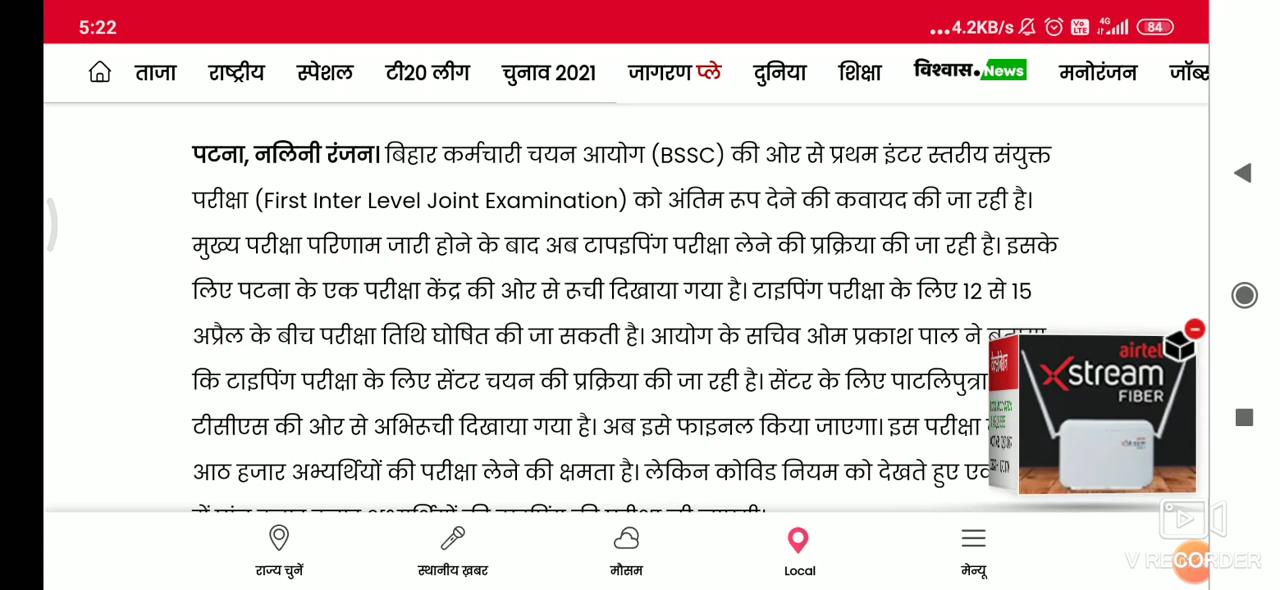 5:22 ...4.2KB/s Vo LTE 4G 84
ताजा राष्ट्रीय स्पेशल टी20 लीग चुनाव 2021 जागरण प्ले दुनिया शिक्षा विश्वास.News मनोरंजन जॉब्स
पटना, नलिनी रंजन। बिहार कर्मचारी चयन आयोग (BSSC) की ओर से प्रथम इंटर स्तरीय संयुक्त
परीक्षा (First Inter Level Joint Examination) को अंतिम रूप देने की कवायद की जा रही है।
मुख्य परीक्षा परिणाम जारी होने के बाद अब टापइपिंग परीक्षा लेने की प्रक्रिया की जा रही है। इसके
लिए पटना के एक परीक्षा केंद्र की ओर से रूची दिखाया गया है। टाइपिंग परीक्षा के लिए 12 से 15
अप्रैल के बीच परीक्षा तिथि घोषित की जा सकती है। आयोग के सचिव ओम प्रकाश पाल ने
कि टाइपिंग परीक्षा के लिए सेंटर चयन की प्रक्रिया की जा रही है। सेंटर के लिए पाटलिपुत्रा
टीसीएस की ओर से अभिरूची दिखाया गया है। अब इसे फाइनल किया जाएगा। इस परीक्षा
आठ हजार अभ्यर्थियों की परीक्षा लेने की क्षमता है। लेकिन कोविड नियम को देखते हुए
airtel
Xstream
FIBER
राज्य चुनें स्थानीय ख़बर मौसम Local मेन्यू
V RECORDER